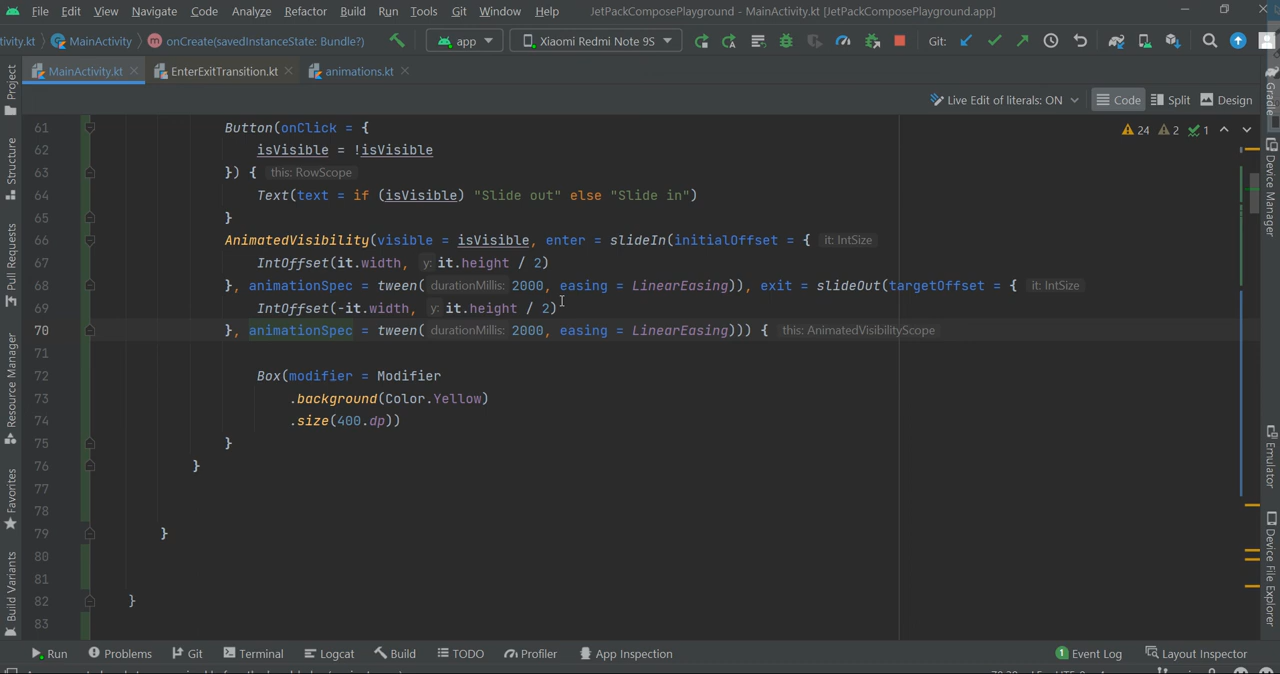 File Edit View Navigate Code Analyze Refactor Build Run Tools Git Window Help JetPackComposePlayground - MainActivity.kt [JetPackComposePlayground.app]
ivity.kt MainActivity onCreate(savedInstanceState: Bundle?) app Xiaomi Redmi Note 9S Git:
MainActivity.kt EnterExitTransition.kt animations.kt
Live Edit of literals: ON Code Split Design
24 2 1
61 Button(onClick = {
62 isVisible = !isVisible
63 }) { this: RowScope
64 Text(text = if (isVisible) "Slide out" else "Slide in")
65 }
66 AnimatedVisibility(visible = isVisible, enter = slideIn(initialOffset = { it: IntSize
67 IntOffset(it.width, y: it.height / 2)
68 }, animationSpec = tween( durationMillis: 2000, easing = LinearEasing)), exit = slideOut(targetOffset = { it: IntSize
69 IntOffset(-it.width, y: it.height / 2)
70 }, animationSpec = tween( durationMillis: 2000, easing = LinearEasing))) { this: AnimatedVisibilityScope
71
72 Box(modifier = Modifier
73 .background(Color.Yellow)
74 .size(400.dp))
75 }
76 }
77
78
79 }
80
81
82 }
83
Project
Structure
Pull Requests
Resource Manager
Favorites
Build Variants
Gradle
Device Manager
Emulator
Device File Explorer
Run Problems Git Terminal Logcat Build TODO Profiler App Inspection 1 Event Log Layout Inspector